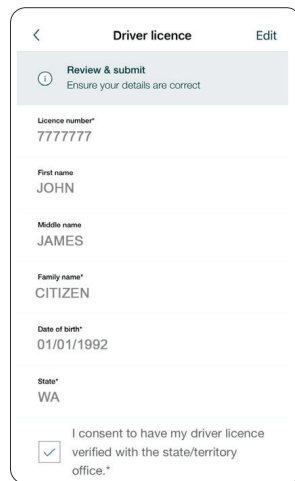 Driver licence Edit
Review & submit
Ensure your details are correct
Licence number*
7777777
First name
JOHN
Middle name
JAMES
Family name*
CITIZEN
Date of birth*
01/01/1992
State*
WA
I consent to have my driver licence
verified with the state/territory
office.*